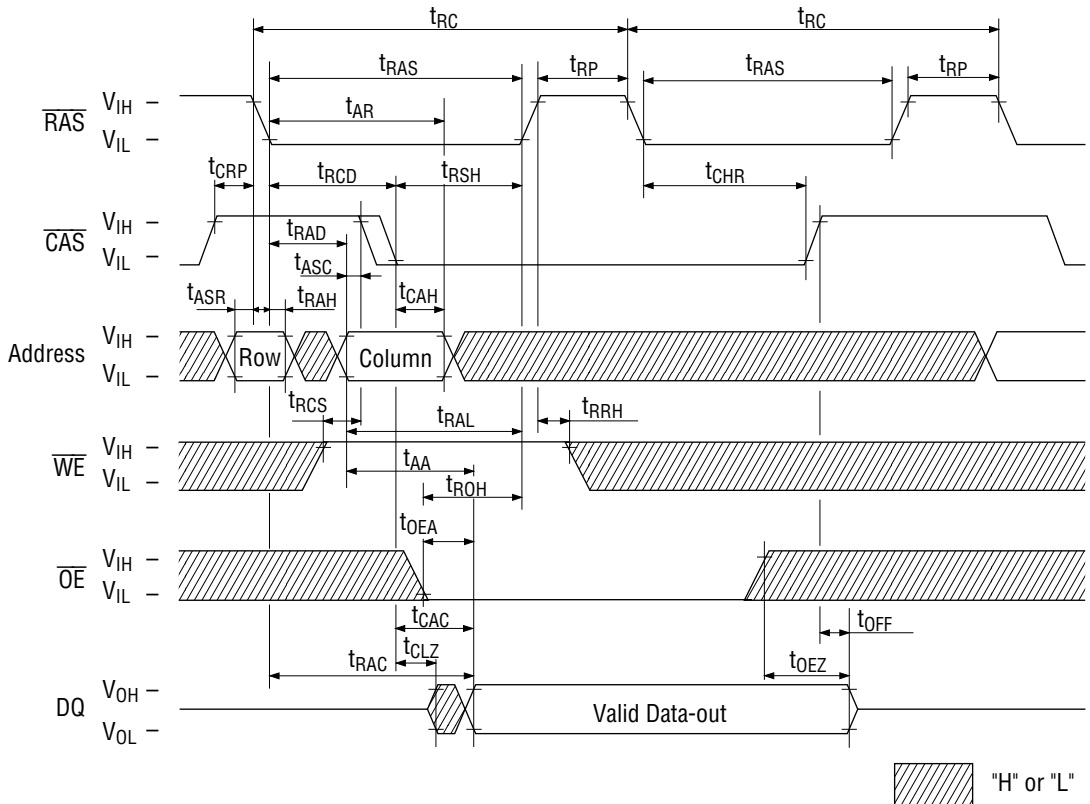 tRC tRC
tRAS tRP tRAS tRP
tAR
RAS VIH
VIL
tCRP tRCD tRSH tCHR
CAS VIH
VIL
tRAD
tASC
tASR tRAH tCAH
Address VIH
VIL
Row Column
tRCS tRAL tRRH
WE VIH
VIL
tAA
tROH
tOEA
OE VIH
VIL
tCAC tOFF
tCLZ
tRAC tOEZ
DQ VOH
VOL
Valid Data-out
"H" or "L"